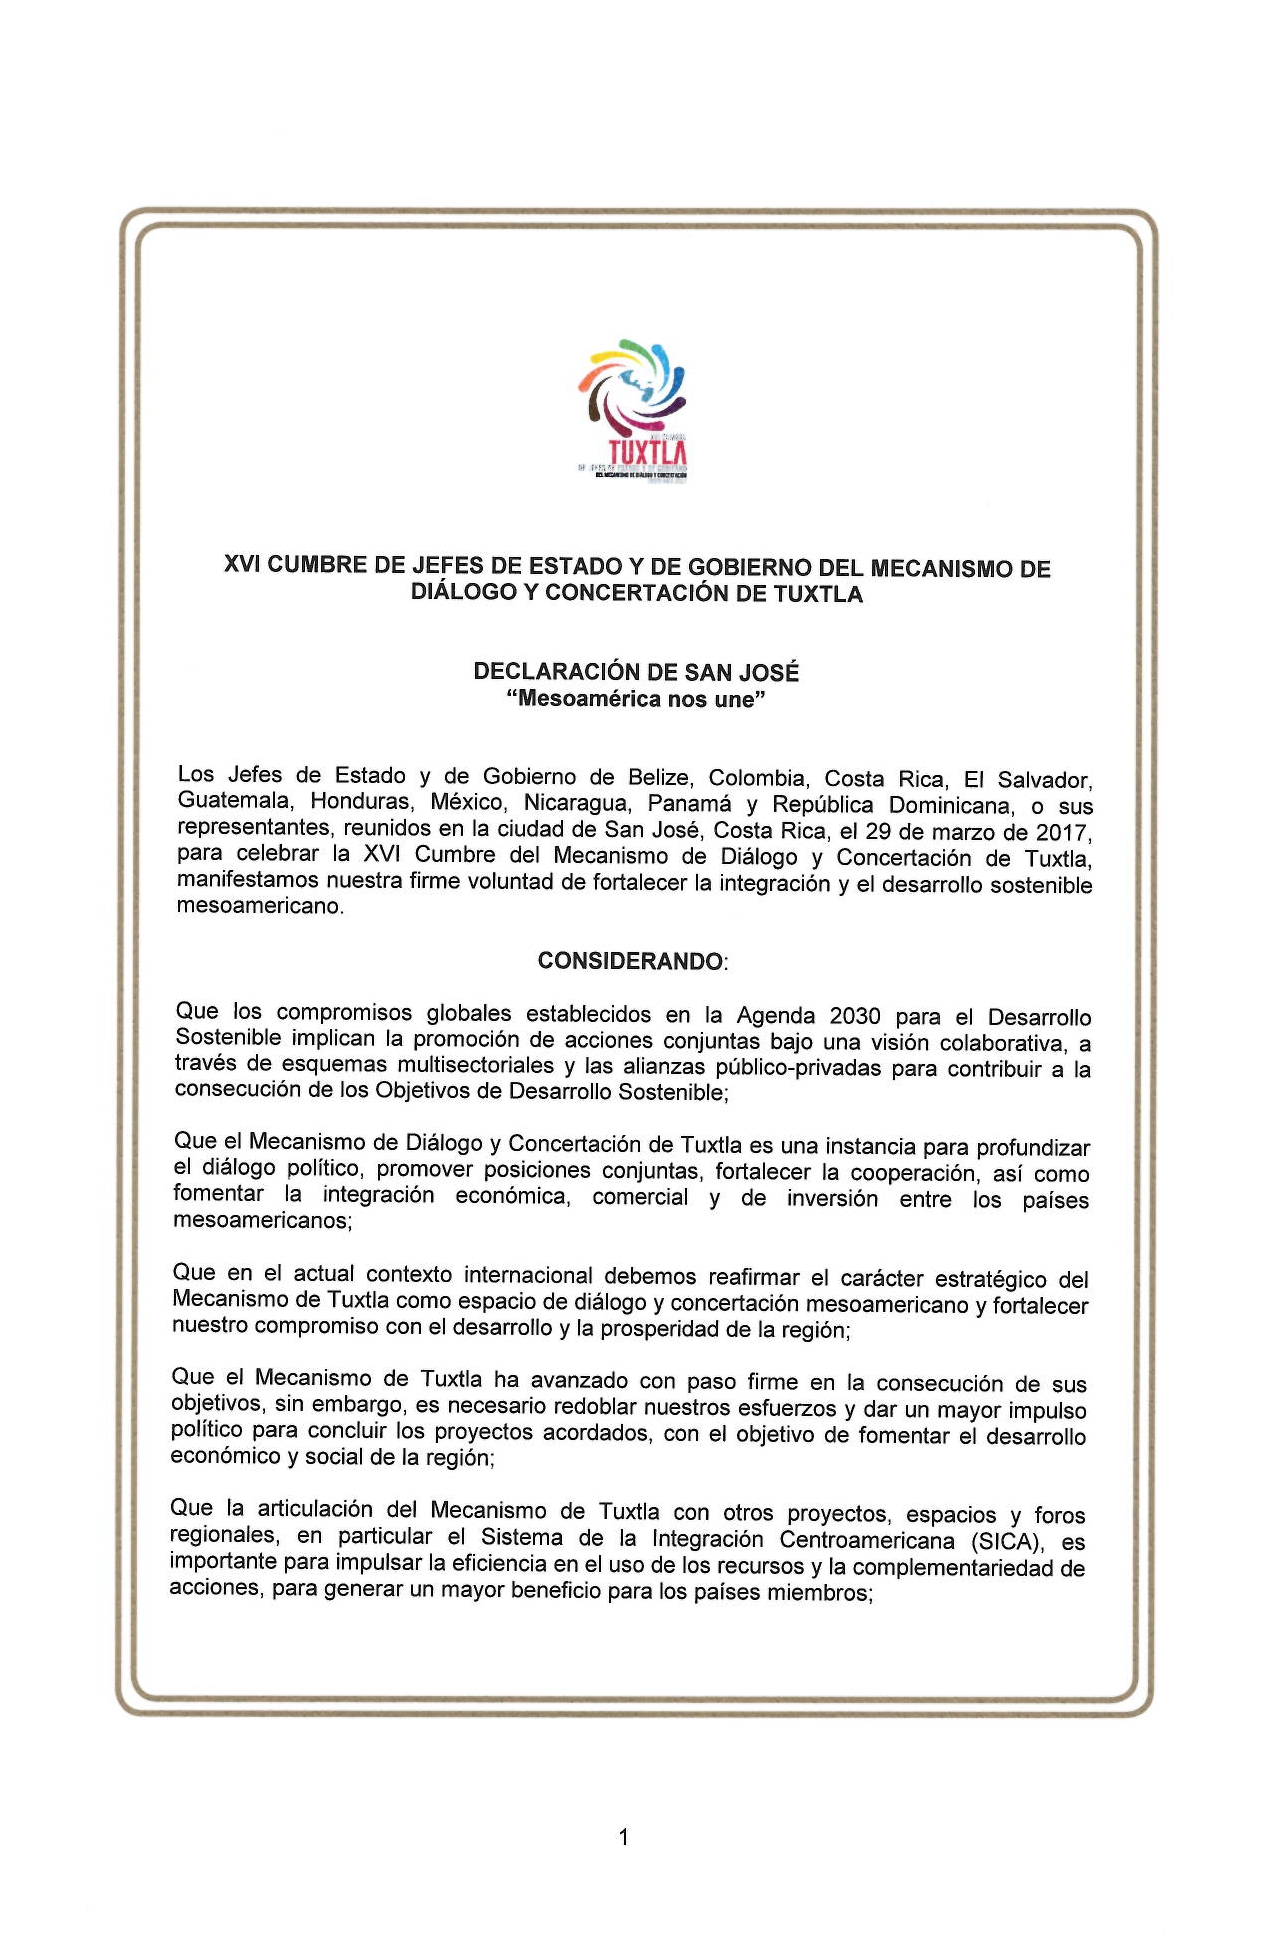 TUXTLA
DEL MECANISMO DE DIÁLOGO Y CONCERTACIÓN
XVI CUMBRE DE JEFES DE ESTADO Y DE GOBIERNO DEL MECANISMO DE
DIÁLOGO Y CONCERTACIÓN DE TUXTLA
DECLARACIÓN DE SAN JOSÉ
“Mesoamérica nos une”
Los Jefes de Estado y de Gobierno de Belize, Colombia, Costa Rica, El Salvador,
Guatemala, Honduras, México, Nicaragua, Panamá y República Dominicana, o sus
representantes, reunidos en la ciudad de San José, Costa Rica, el 29 de marzo de 2017,
para celebrar la XVI Cumbre del Mecanismo de Diálogo y Concertación de Tuxtla,
manifestamos nuestra firme voluntad de fortalecer la integración y el desarrollo sostenible
mesoamericano.
CONSIDERANDO:
Que los compromisos globales establecidos en la Agenda 2030 para el Desarrollo
Sostenible implican la promoción de acciones conjuntas bajo una visión colaborativa, a
través de esquemas multisectoriales y las alianzas público-privadas para contribuir a la
consecución de los Objetivos de Desarrollo Sostenible;
Que el Mecanismo de Diálogo y Concertación de Tuxtla es una instancia para profundizar
el diálogo político, promover posiciones conjuntas, fortalecer la cooperación, así como
fomentar la integración económica, comercial y de inversión entre los países
mesoamericanos;
Que en el actual contexto internacional debemos reafirmar el carácter estratégico del
Mecanismo de Tuxtla como espacio de diálogo y concertación mesoamericano y fortalecer
nuestro compromiso con el desarrollo y la prosperidad de la región;
Que el Mecanismo de Tuxtla ha avanzado con paso firme en la consecución de sus
objetivos, sin embargo, es necesario redoblar nuestros esfuerzos y dar un mayor impulso
político para concluir los proyectos acordados, con el objetivo de fomentar el desarrollo
económico y social de la región;
Que la articulación del Mecanismo de Tuxtla con otros proyectos, espacios y foros
regionales, en particular el Sistema de la Integración Centroamericana (SICA), es
importante para impulsar la eficiencia en el uso de los recursos y la complementariedad de
acciones, para generar un mayor beneficio para los países miembros;
1